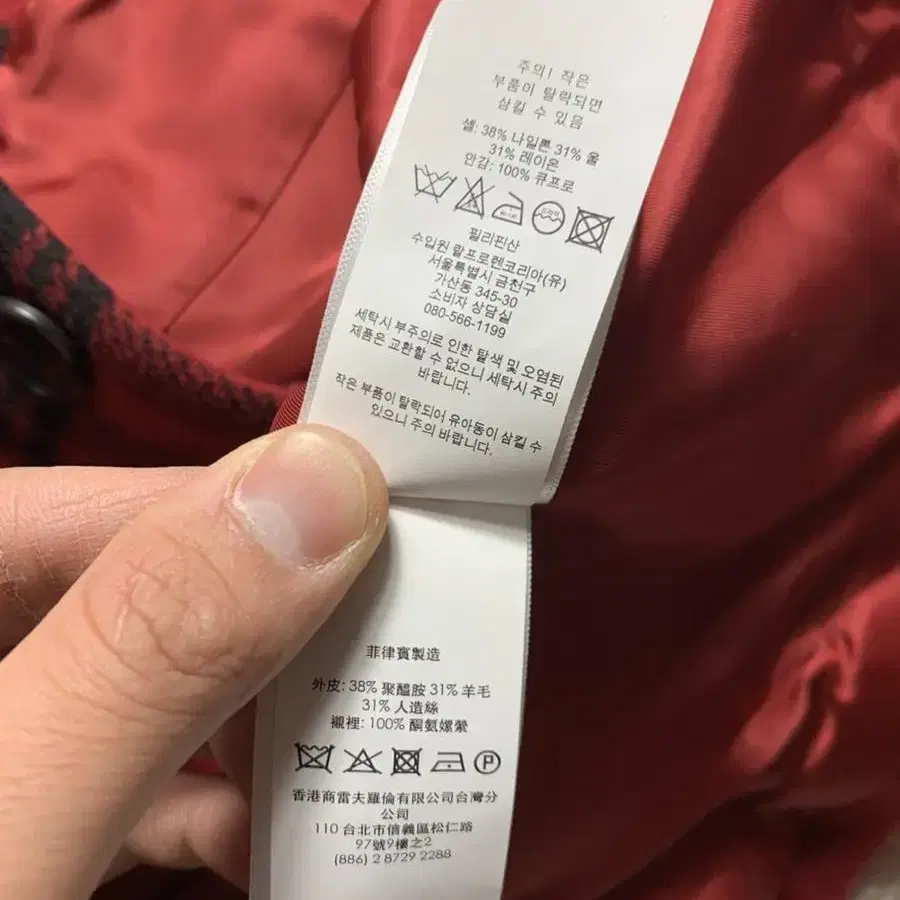 주의! 작은
부품이 탈락되면
삼킬 수 있음
셸: 38% 나일론 31% 울
31% 레이온
안감: 100% 큐프로
필리핀산
수입원 랄프로렌코리아(유)
서울특별시 금천구
가산동 345-30
소비자 상담실
080-566-1199
세탁시 부주의로 인한 탈색 및 오염된
제품은 교환할 수 없으니 세탁시 주의
바랍니다.
작은 부품이 탈락되어 유아동이 삼킬 수
있으니 주의 바랍니다.
菲律賓製造
外皮: 38% 聚醯胺 31% 羊毛
31% 人造絲
襯裡: 100% 酮氨嫘縈
P
香港商雷夫羅倫有限公司台灣分
公司
110 台北市信義區松仁路
97號9樓之2
(886) 2 8729 2288